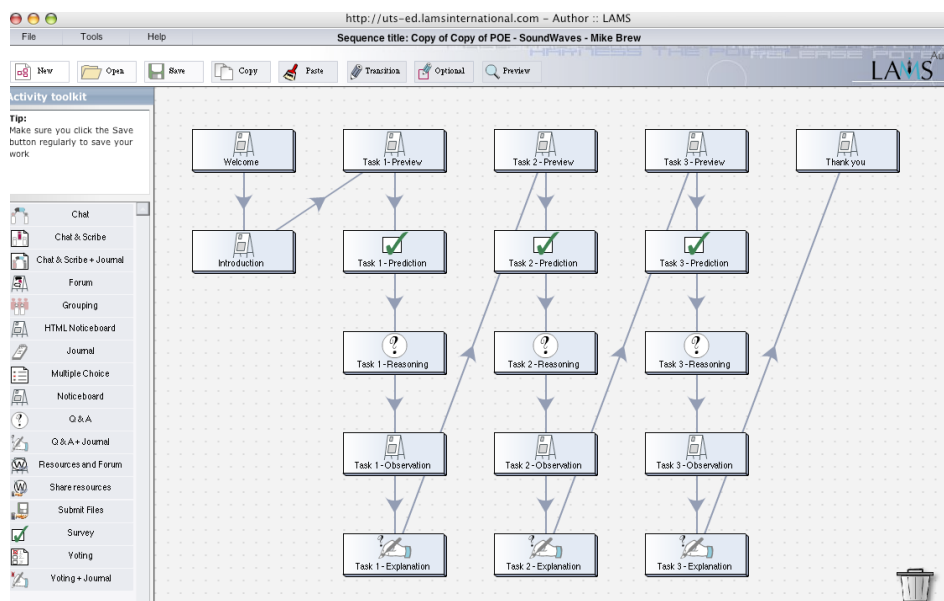 http://uts-ed.lamsinternational.com – Author :: LAMS
File Tools Help
Sequence title: Copy of Copy of POE - SoundWaves - Mike Brew
New Open Save Copy Paste Transition Optional Preview
LAMS
Activity toolkit
Tip:
Make sure you click the Save
button regularly to save your
work
Chat
Chat & Scribe
Chat & Scribe + Journal
Forum
Grouping
HTML Noticeboard
Journal
Multiple Choice
Noticeboard
Q & A
Q & A + Journal
Resources and Forum
Share resources
Submit Files
Survey
Voting
Voting + Journal
Welcome
Introduction
Task 1-Preview
Task 1-Prediction
Task 1-Reasoning
Task 1-Observation
Task 1-Explanation
Task 2-Preview
Task 2-Prediction
Task 2-Reasoning
Task 2-Observation
Task 2-Explanation
Task 3-Preview
Task 3-Prediction
Task 3-Reasoning
Task 3-Observation
Task 3-Explanation
Thank you